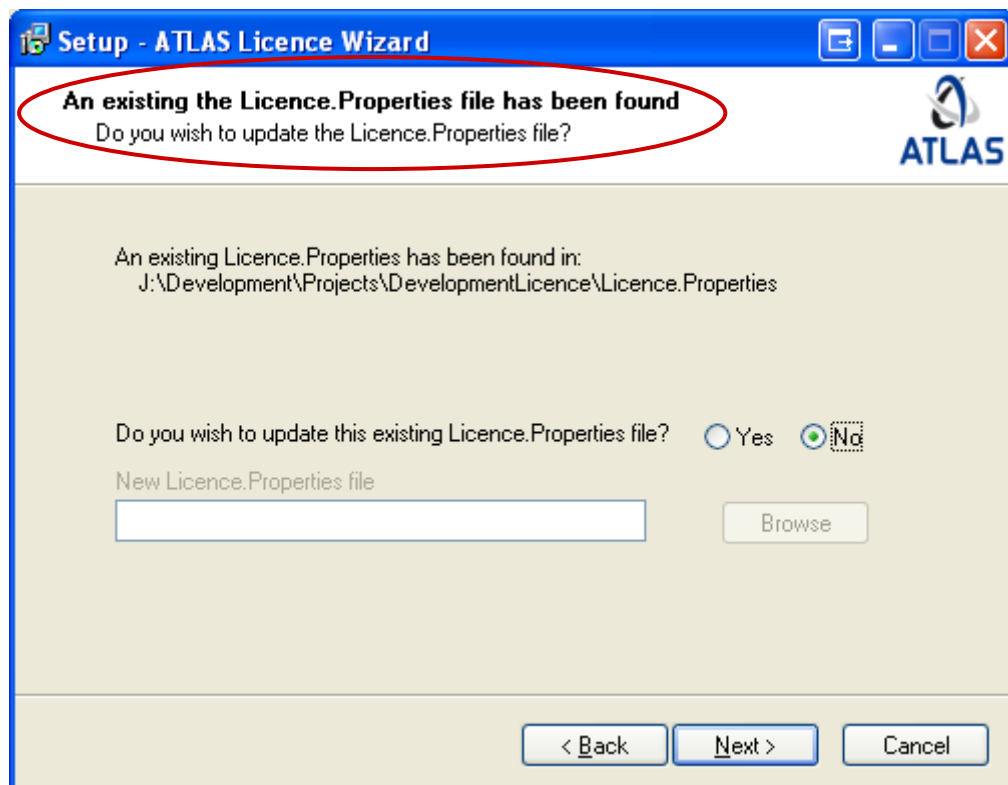 Setup - ATLAS Licence Wizard
An existing the Licence.Properties file has been found
Do you wish to update the Licence.Properties file?
ATLAS
An existing Licence.Properties has been found in:
J:\Development\Projects\DevelopmentLicence\Licence.Properties
Do you wish to update this existing Licence.Properties file? Yes No
New Licence.Properties file
Browse
< Back Next > Cancel